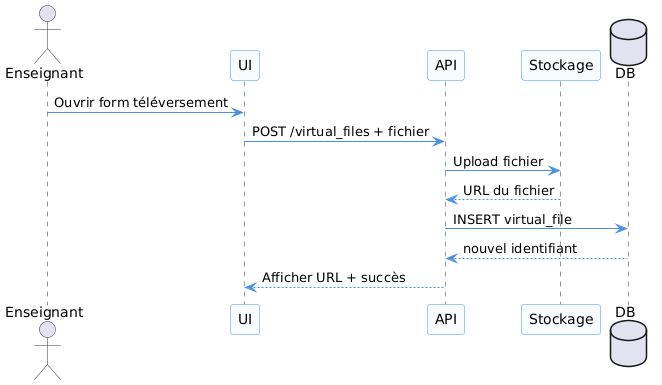 Enseignant
UI
API
Stockage
DB
Ouvrir form téléversement
POST /virtual_files + fichier
Upload fichier
URL du fichier
INSERT virtual_file
nouvel identifiant
Afficher URL + succès
Enseignant
UI
API
Stockage
DB